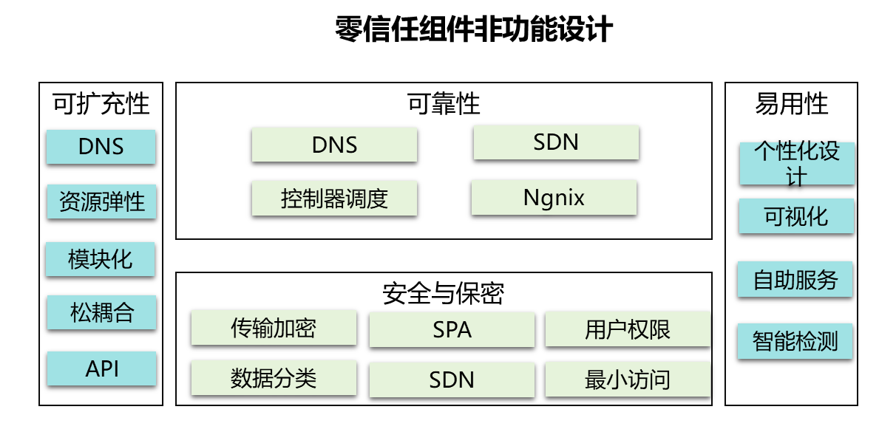 零信任组件非功能设计
可扩充性
DNS
资源弹性
模块化
松耦合
API
可靠性
DNS
SDN
控制器调度
Ngnix
安全与保密
传输加密
SPA
用户权限
数据分类
SDN
最小访问
易用性
个性化设
计
可视化
自助服务
智能检测